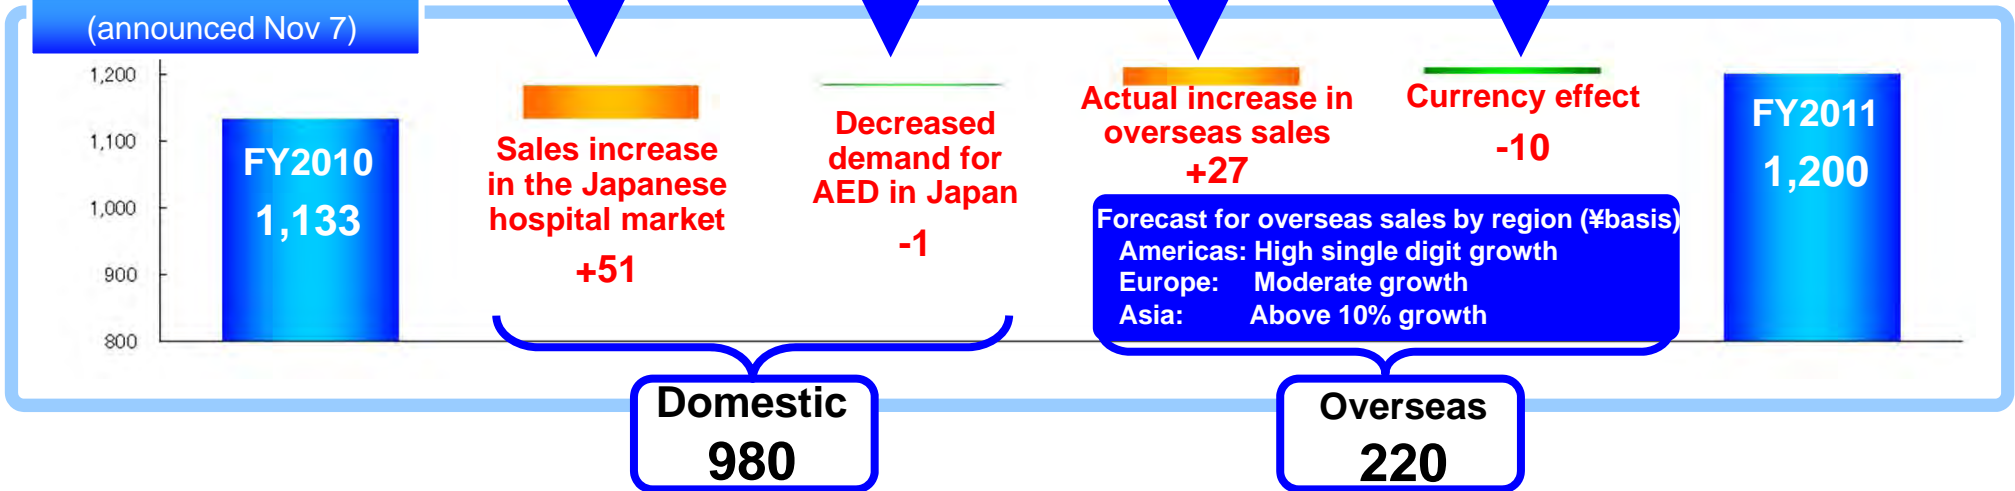 (announced Nov 7)
1,200
1,100
1,000
900
800
FY2010
1,133
Sales increase
in the Japanese
hospital market
+51
Decreased
demand for
AED in Japan
-1
Actual increase in
overseas sales
+27
Currency effect
-10
Forecast for overseas sales by region (¥basis)
Americas: High single digit growth
Europe: Moderate growth
Asia: Above 10% growth
FY2011
1,200
Domestic
980
Overseas
220